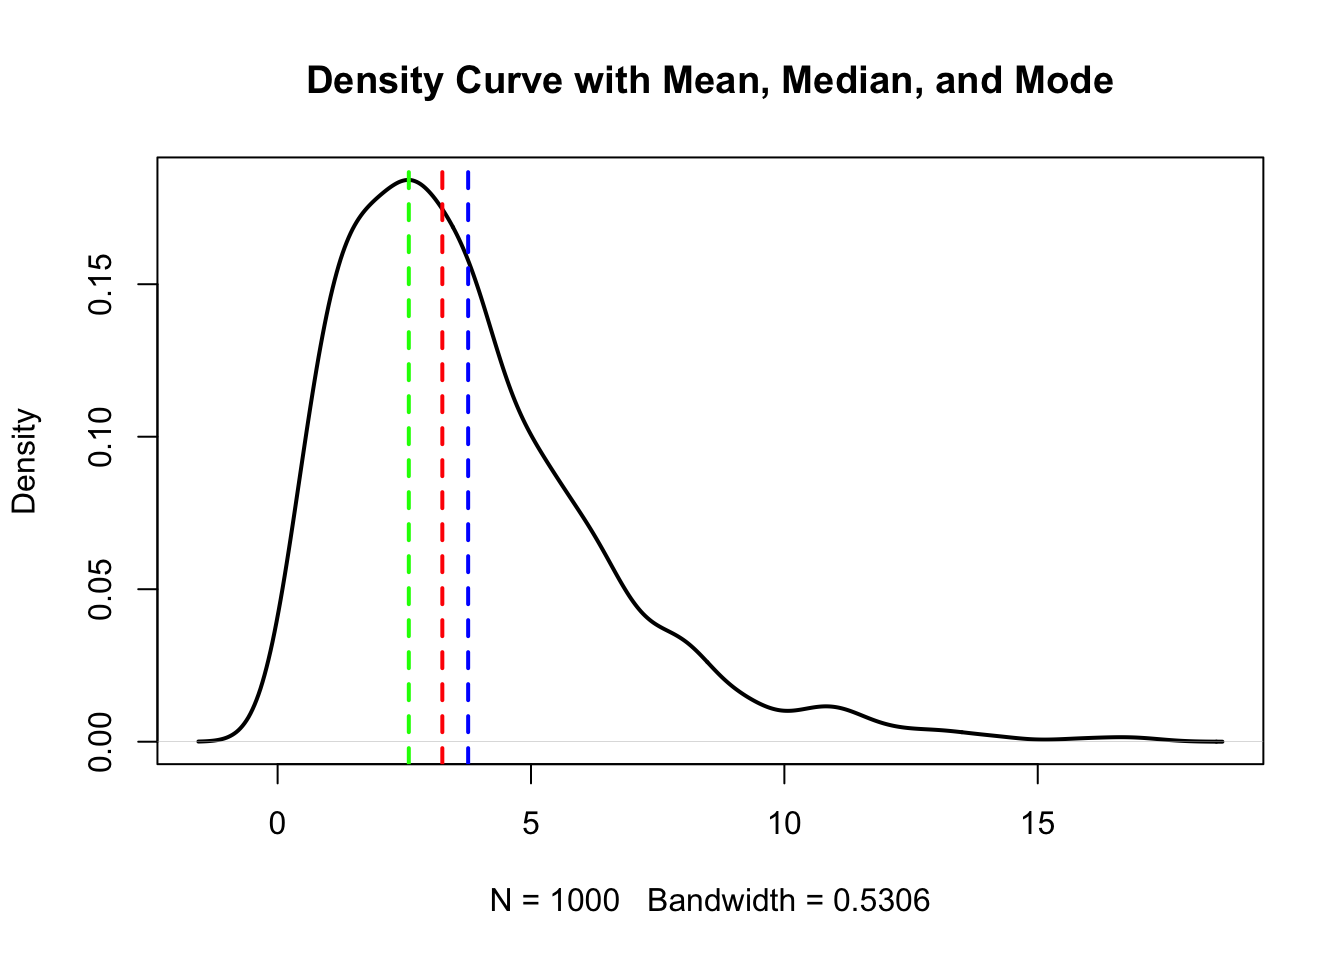 Density Curve with Mean, Median, and Mode
Density
0.15
0.10
0.05
0.00
0 5 10 15
N = 1000 Bandwidth = 0.5306